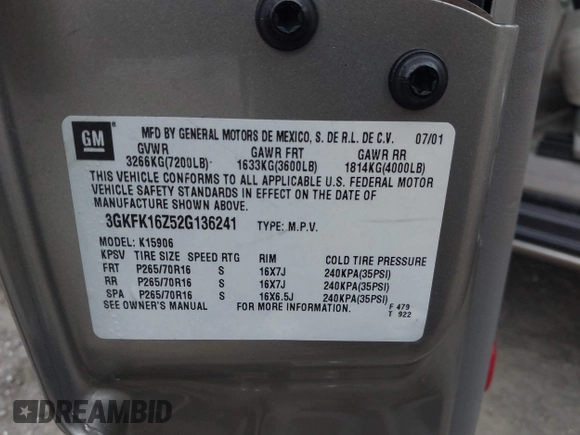 GM
MFD BY GENERAL MOTORS DE MEXICO, S. DE R.L. DE C.V. 07/01
GVWR GAWR FRT GAWR RR
3266KG(7200LB) 1633KG(3600LB) 1814KG(4000LB)
THIS VEHICLE CONFORMS TO ALL APPLICABLE U.S. FEDERAL MOTOR
VEHICLE SAFETY STANDARDS IN EFFECT ON THE DATE OF
MANUFACTURE SHOWN ABOVE.
3GKFK16Z52G136241 TYPE: M.P.V.
MODEL: K15906
KPSV TIRE SIZE SPEED RTG RIM COLD TIRE PRESSURE
FRT P265/70R16 S 16X7J 240KPA(35PSI)
RR P265/70R16 S 16X7J 240KPA(35PSI)
SPA P265/70R16 S 16X6.5J 240KPA(35PSI)
SEE OWNER'S MANUAL FOR MORE INFORMATION. F 479
T 922
DREAMBID